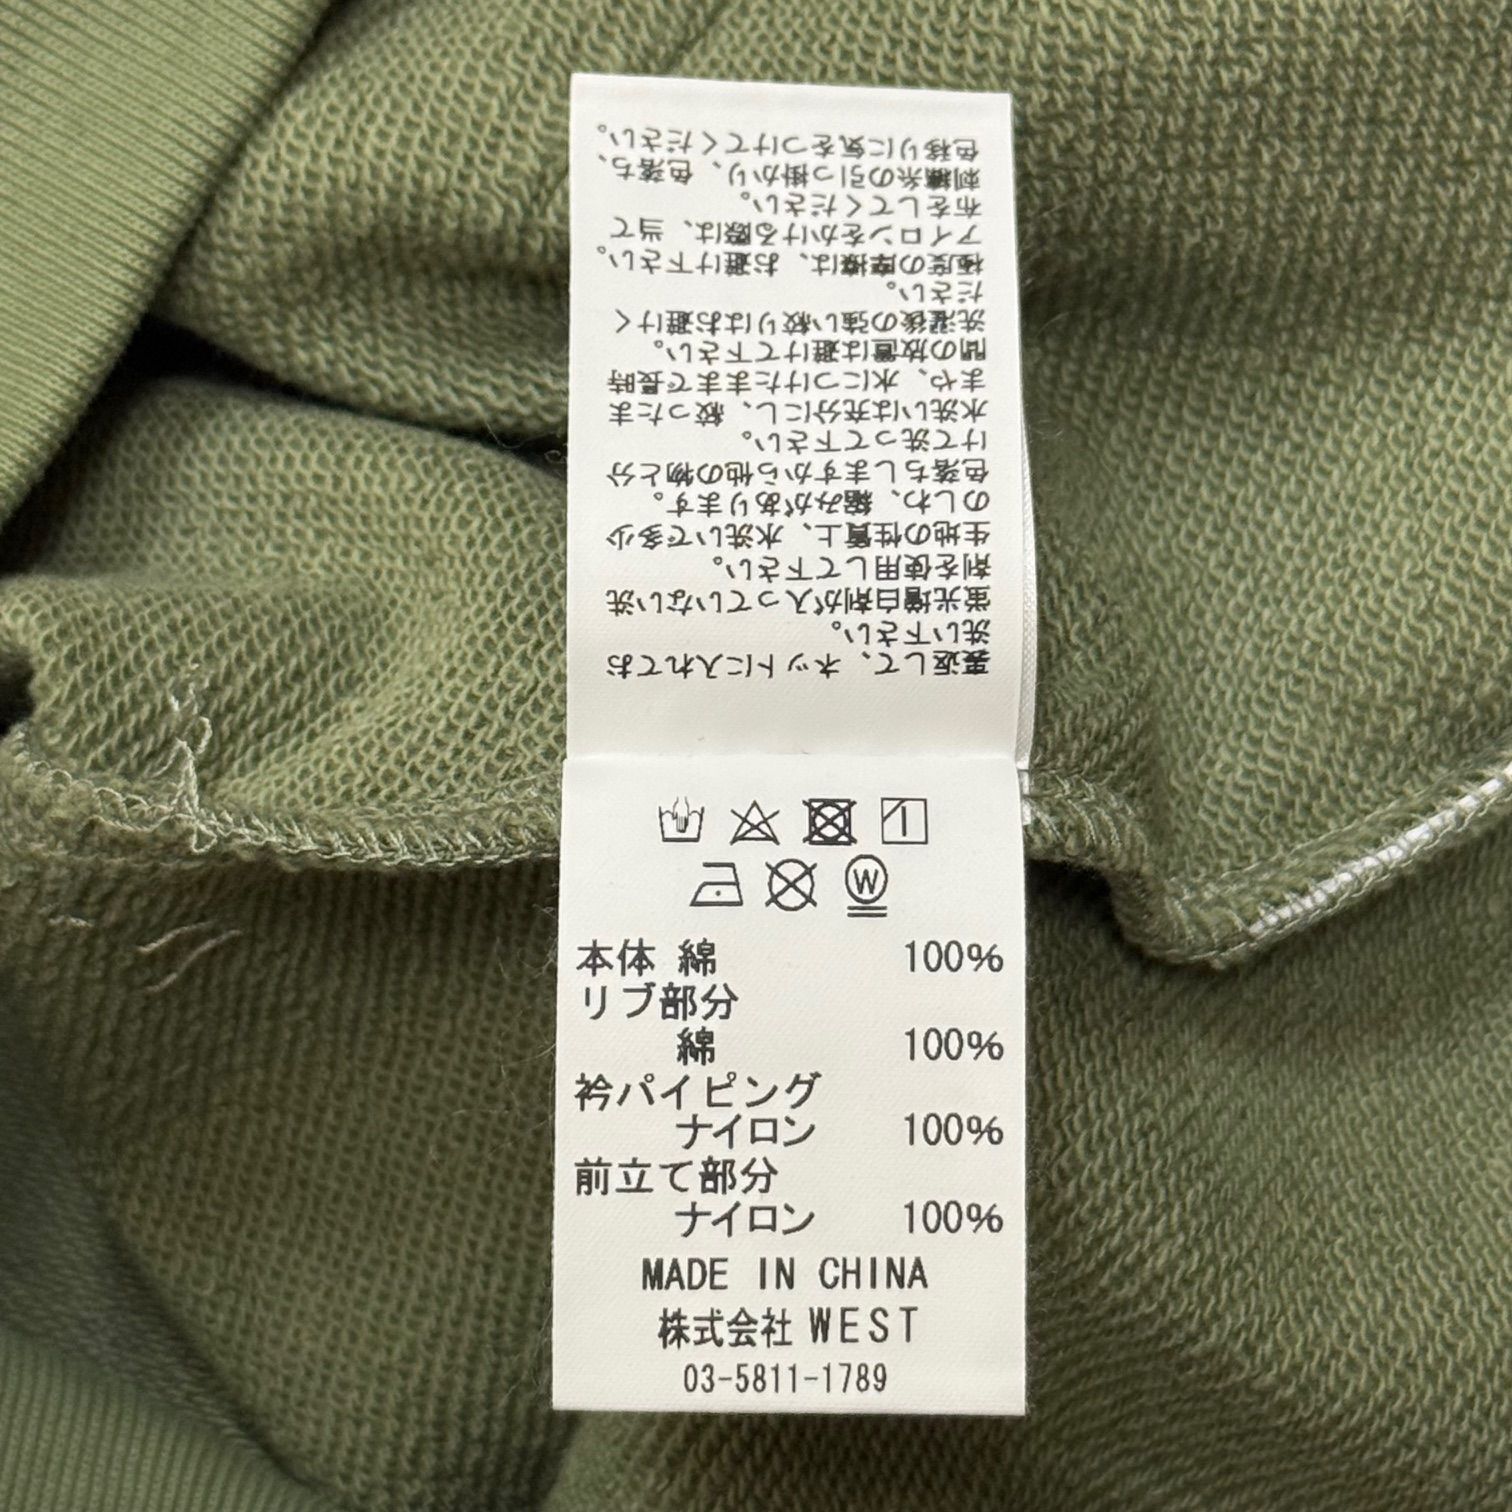 裏返して、ネットに入れてお
洗い下さい。
蛍光増白剤が入っていない洗
剤を使用して下さい。
生地の性質上、水洗いで多少
のしわ、縮みがあります。
色落ちしますから他の物と分
けて洗って下さい。
水洗いは充分にし、絞ったま
まや、水につけたままで長時
間の放置は避けて下さい。
洗濯後の強い絞りはお避けく
ださい。
極度の摩擦は、お避け下さい。
アイロンをかける際は、当て
布をしてください。
刺繍糸の引っ掛かり、色落ち、
色移りに気をつけてください。
W
本体 綿 100%
リブ部分
綿 100%
衿パイピング
ナイロン 100%
前立て部分
ナイロン 100%
MADE IN CHINA
株式会社 WEST
03-5811-1789